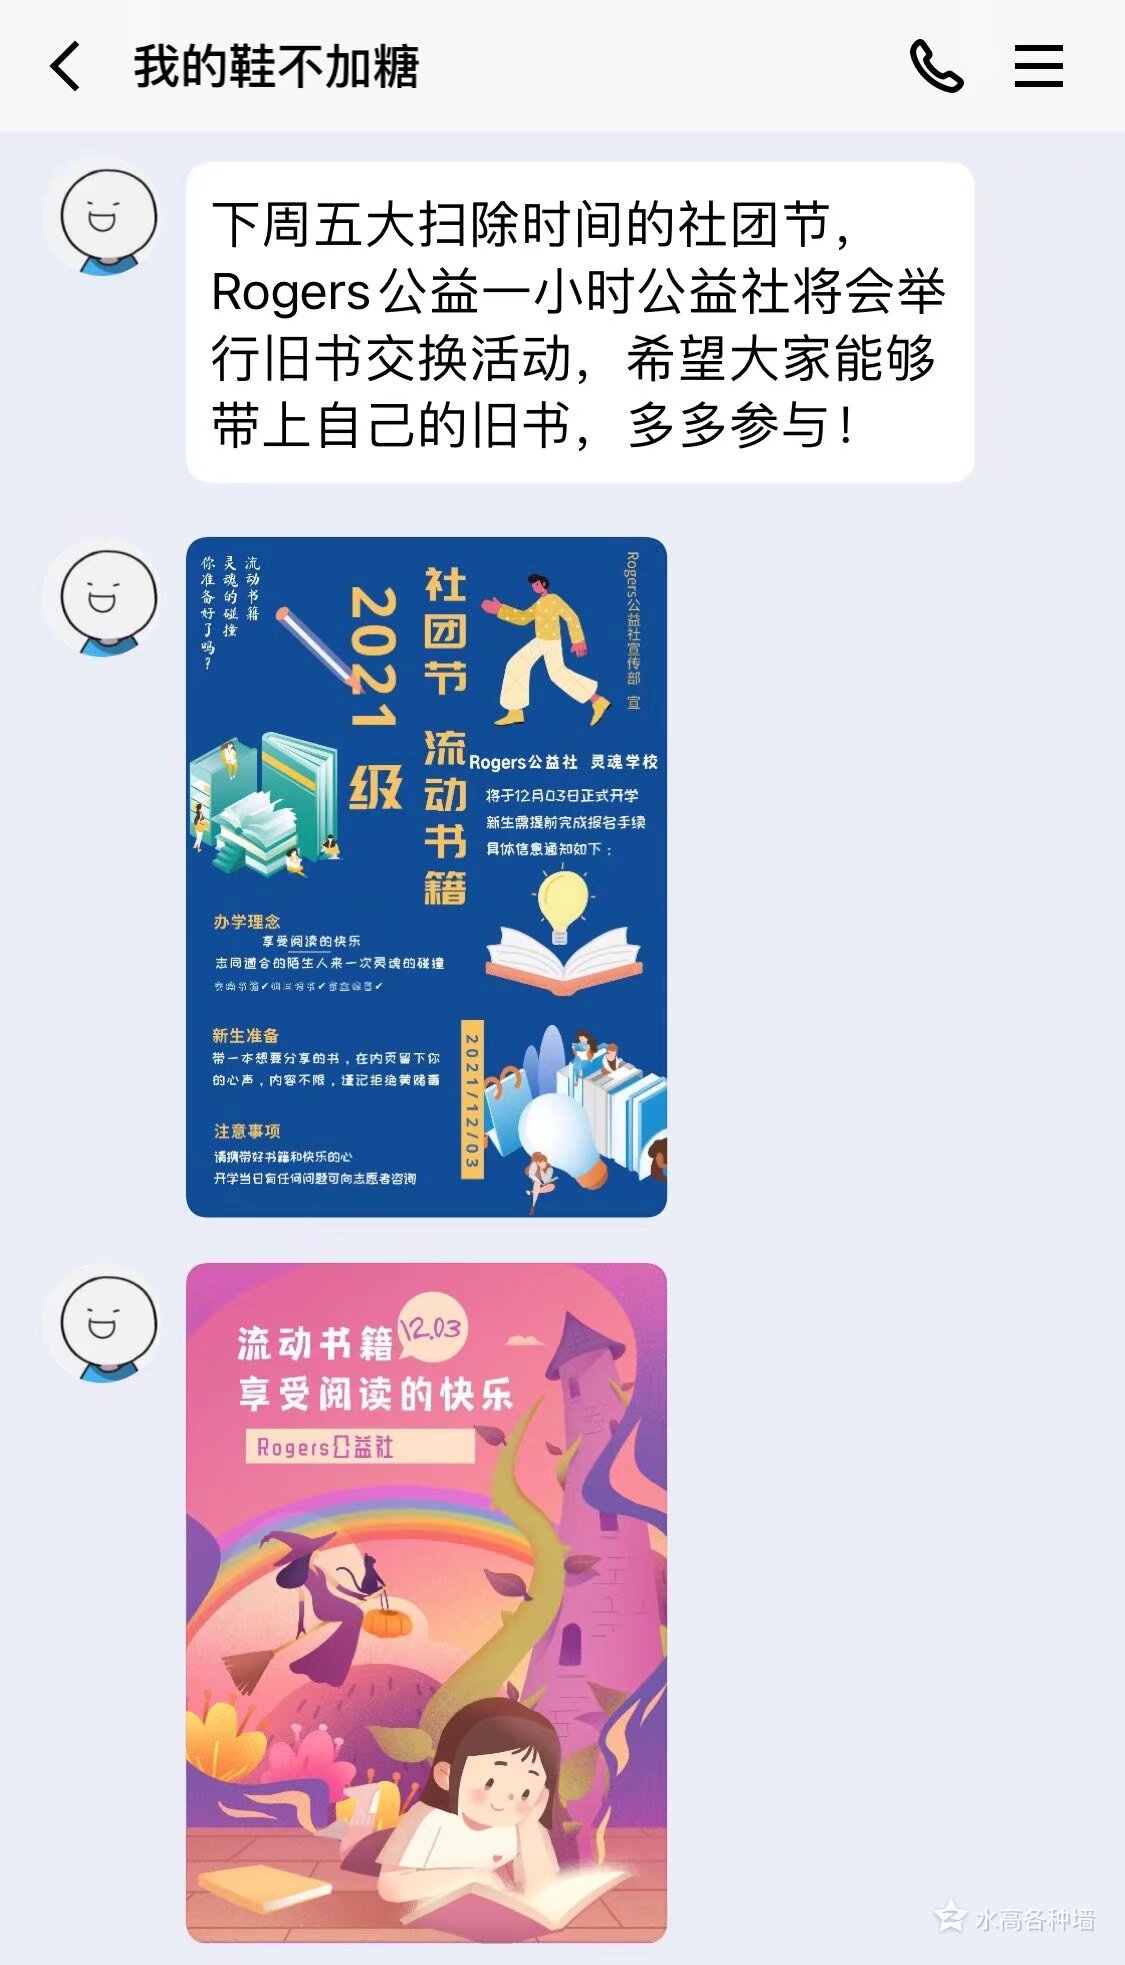 我的鞋不加糖
下周五大扫除时间的社团节，
Rogers公益一小时公益社将会举
行旧书交换活动，希望大家能够
带上自己的旧书，多多参与！
流动书籍
灵魂的碰撞
你准备好了吗？
2021级
社团节 流动书籍
Rogers公益社宣传部 宣
Rogers公益社 灵魂学校
将于12月03日正式开学
新生需提前完成报名手续
具体信息通知如下：
办学理念
享受阅读的快乐
志同道合的陌生人来一次灵魂的碰撞
新生准备
带一本想要分享的书，在内页留下你
的心声，内容不限，谨记拒绝黄赌毒
2021/12/03
注意事项
请携带好书籍和快乐的心
开学当日有任何问题可向志愿者咨询
流动书籍
12.03
享受阅读的快乐
Rogers公益社
水高各种墙